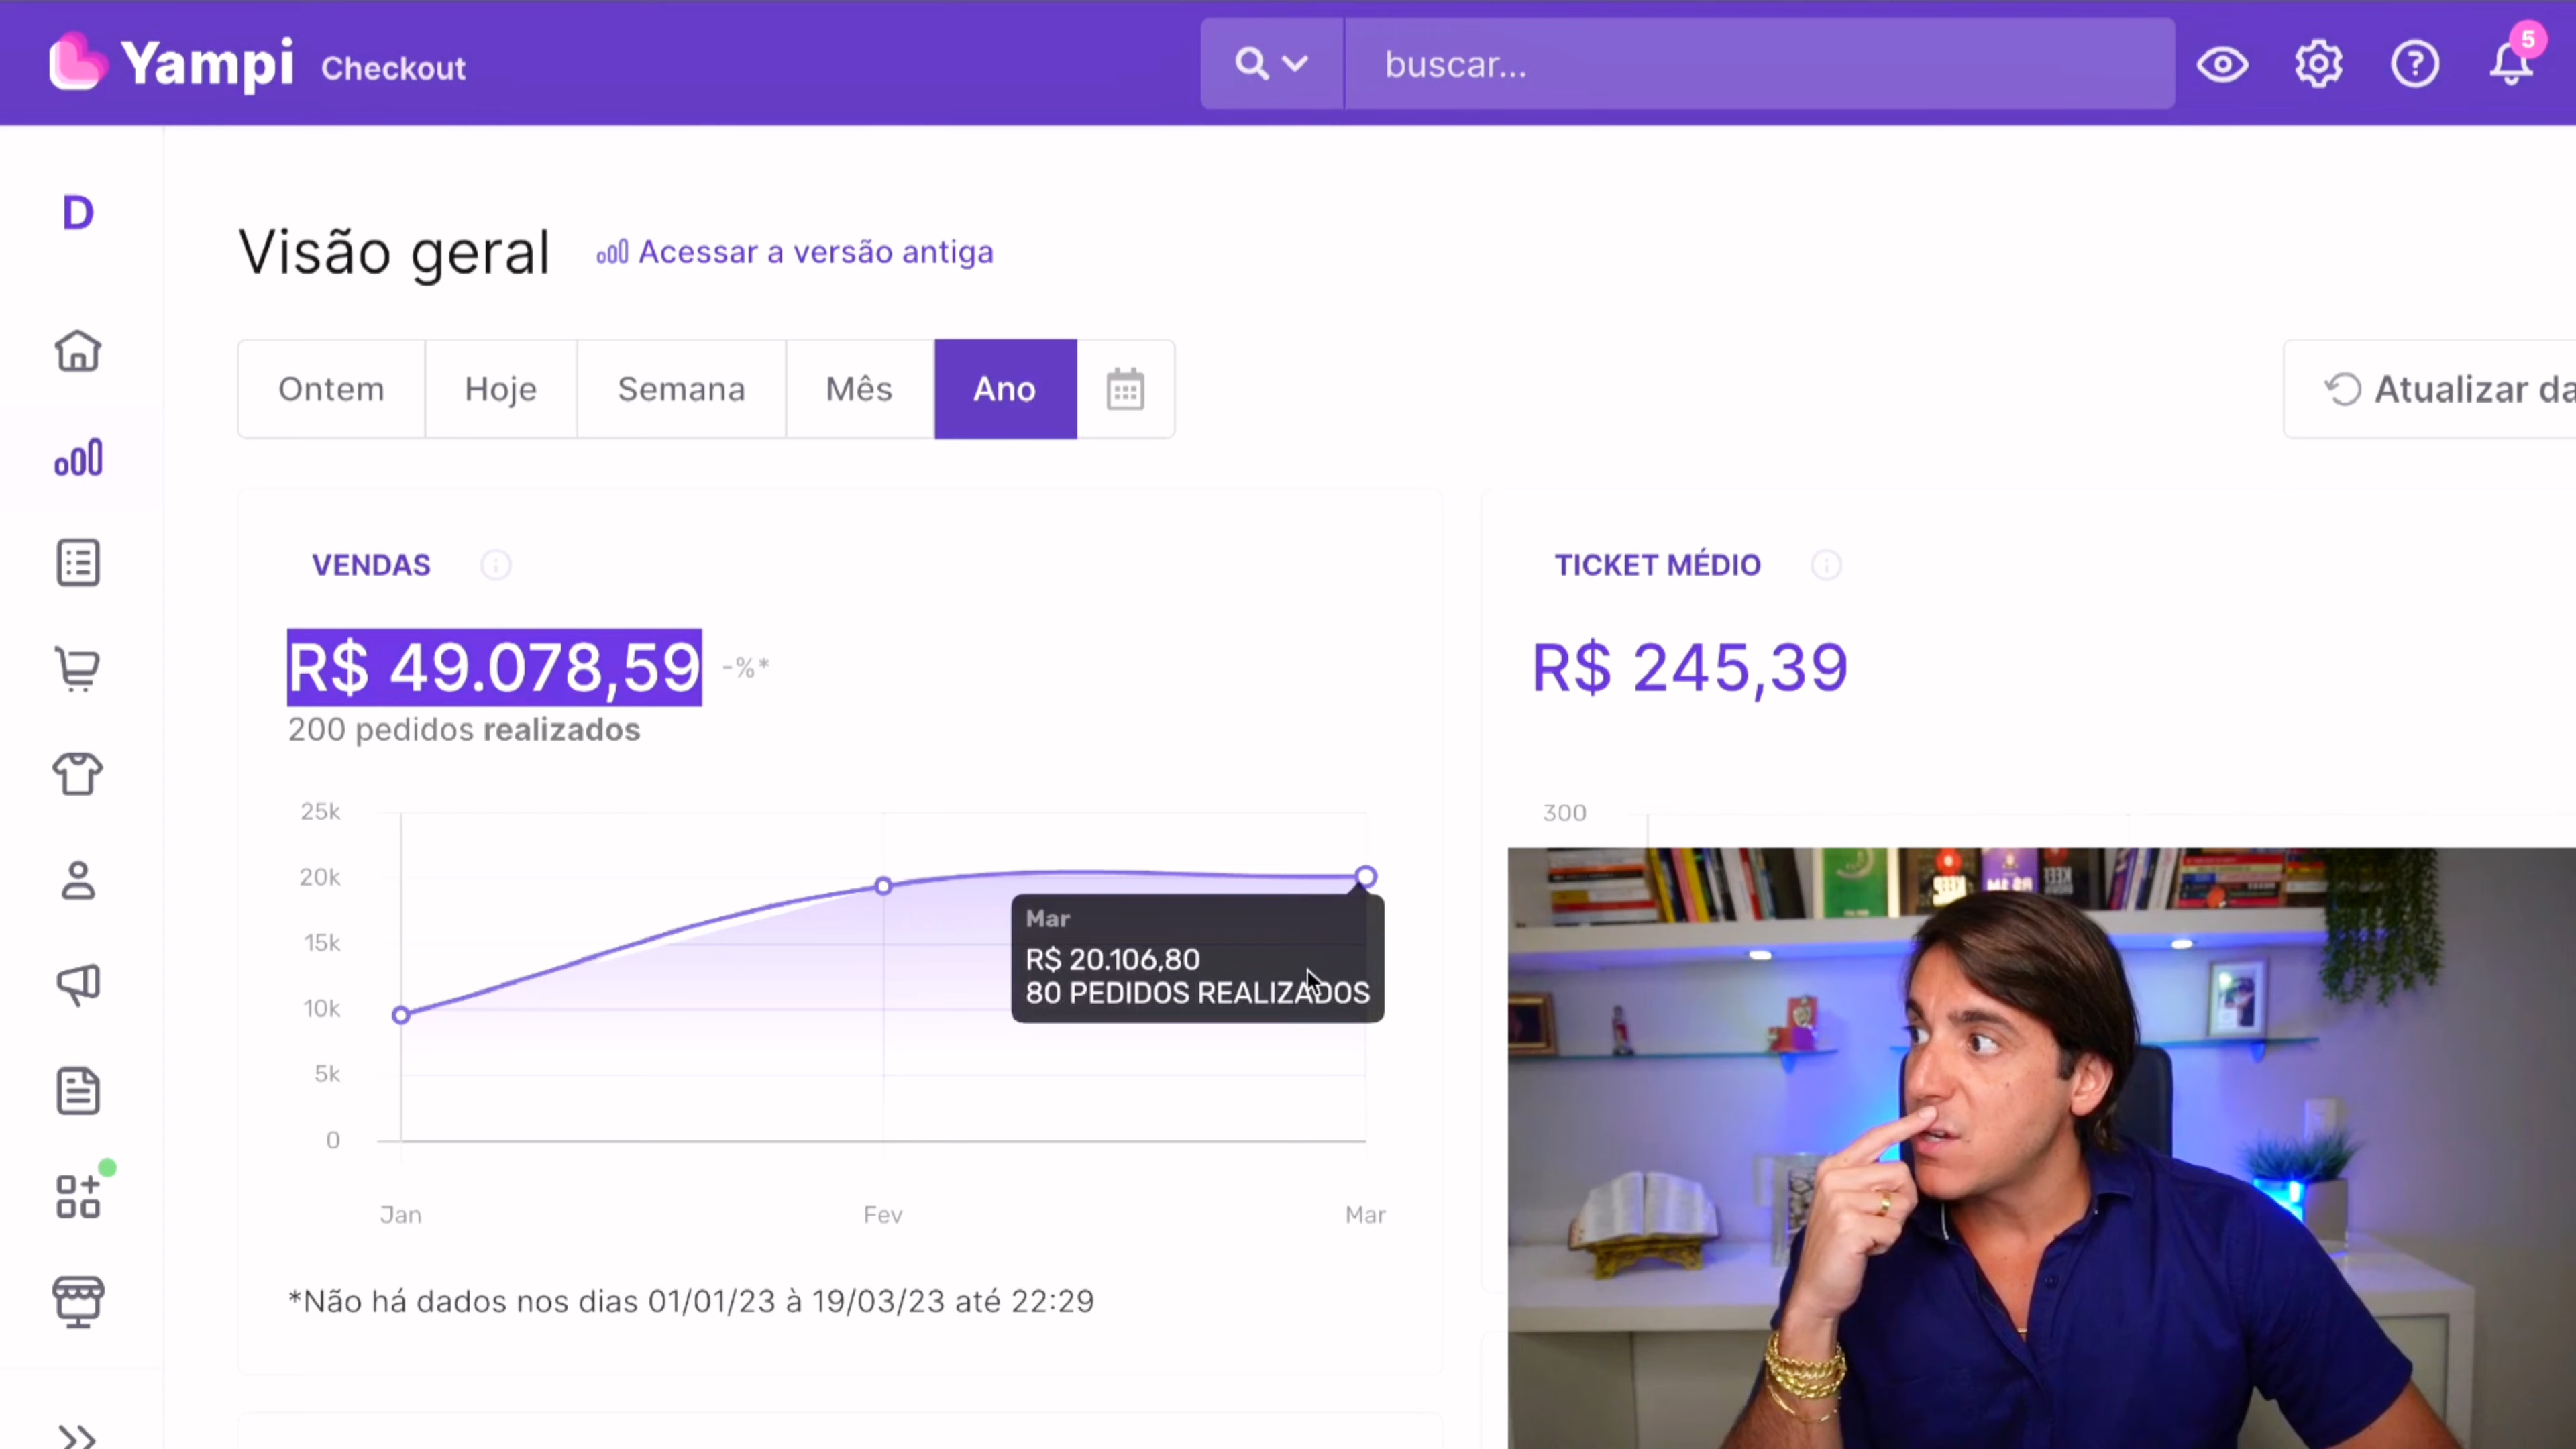 Yampi Checkout
buscar...
5
D
Visão geral
Acessar a versão antiga
Ontem Hoje Semana Mês Ano
Atualizar da
VENDAS
R$ 49.078,59 -%*
200 pedidos realizados
25k
20k
15k
10k
5k
0
Jan Fev Mar
Mar
R$ 20.106,80
80 PEDIDOS REALIZADOS
*Não há dados nos dias 01/01/23 à 19/03/23 até 22:29
TICKET MÉDIO
R$ 245,39
300